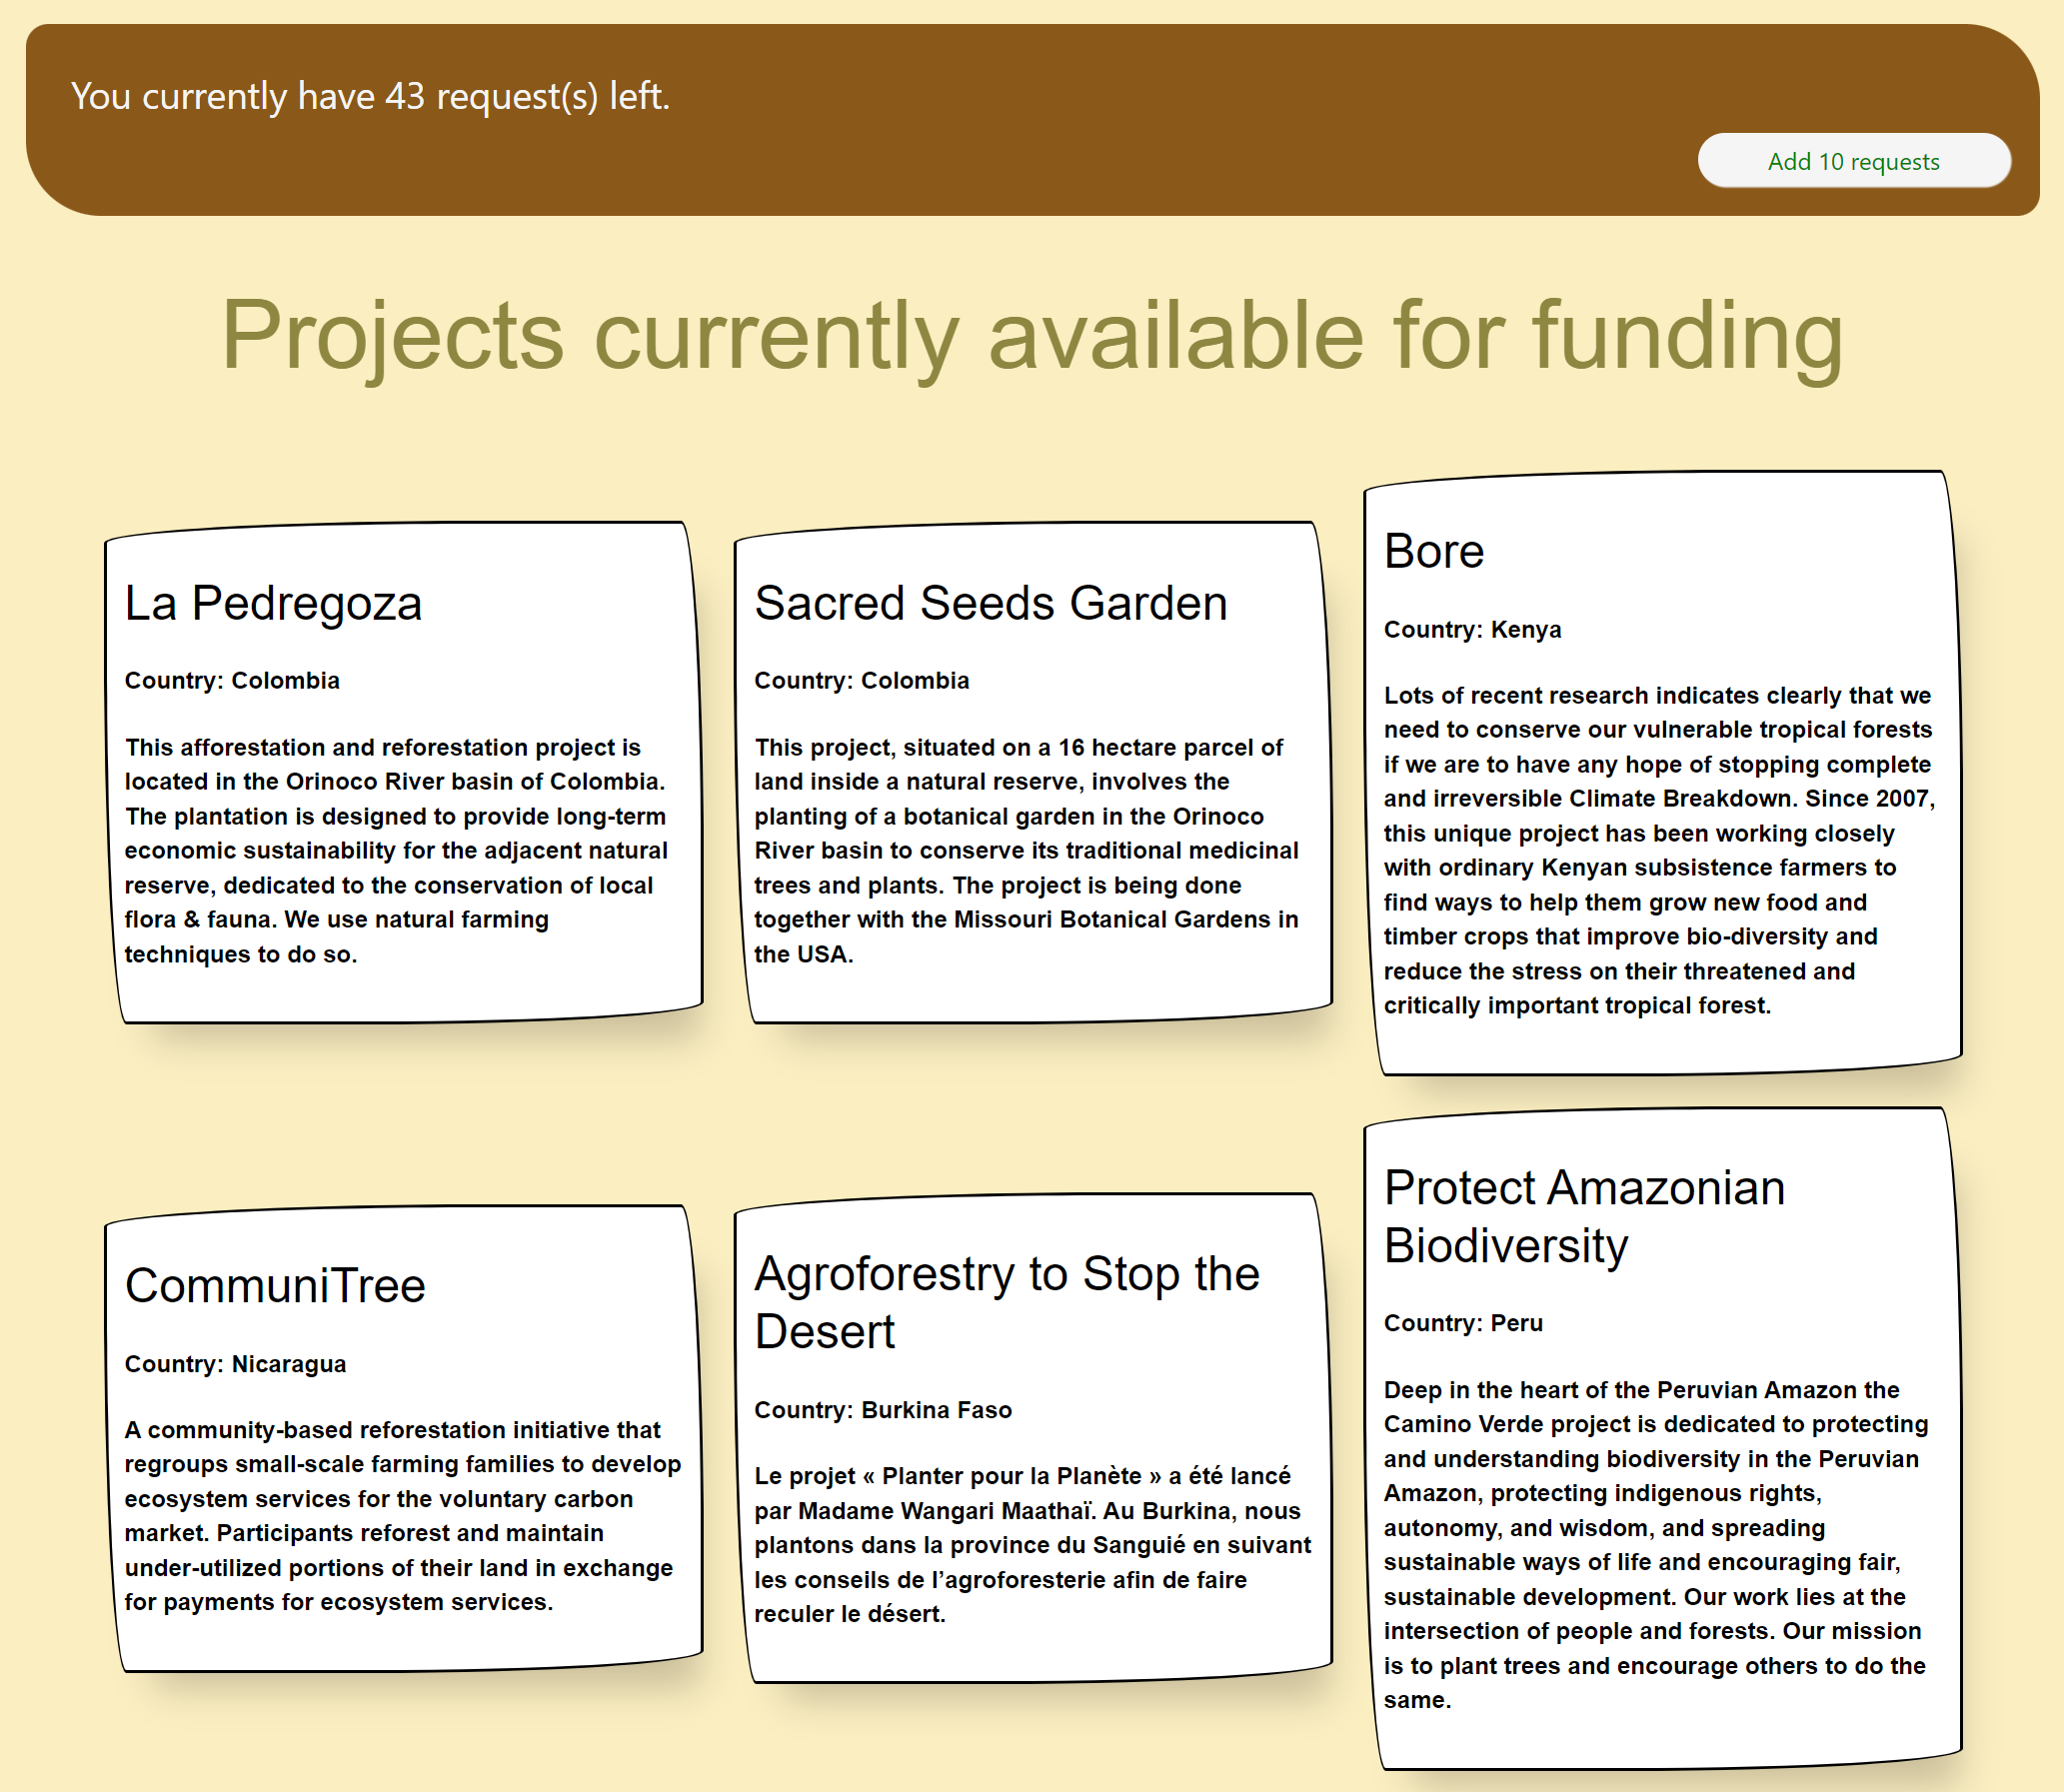 You currently have 43 request(s) left.
Add 10 requests
Projects currently available for funding
La Pedregoza
Country: Colombia
This afforestation and reforestation project is
located in the Orinoco River basin of Colombia.
The plantation is designed to provide long-term
economic sustainability for the adjacent natural
reserve, dedicated to the conservation of local
flora & fauna. We use natural farming
techniques to do so.
Sacred Seeds Garden
Country: Colombia
This project, situated on a 16 hectare parcel of
land inside a natural reserve, involves the
planting of a botanical garden in the Orinoco
River basin to conserve its traditional medicinal
trees and plants. The project is being done
together with the Missouri Botanical Gardens in
the USA.
Bore
Country: Kenya
Lots of recent research indicates clearly that we
need to conserve our vulnerable tropical forests
if we are to have any hope of stopping complete
and irreversible Climate Breakdown. Since 2007,
this unique project has been working closely
with ordinary Kenyan subsistence farmers to
find ways to help them grow new food and
timber crops that improve bio-diversity and
reduce the stress on their threatened and
critically important tropical forest.
CommuniTree
Country: Nicaragua
A community-based reforestation initiative that
regroups small-scale farming families to develop
ecosystem services for the voluntary carbon
market. Participants reforest and maintain
under-utilized portions of their land in exchange
for payments for ecosystem services.
Agroforestry to Stop the
Desert
Country: Burkina Faso
Le projet « Planter pour la Planète » a été lancé
par Madame Wangari Maathaï. Au Burkina, nous
plantons dans la province du Sanguié en suivant
les conseils de l’agroforesterie afin de faire
reculer le désert.
Protect Amazonian
Biodiversity
Country: Peru
Deep in the heart of the Peruvian Amazon the
Camino Verde project is dedicated to protecting
and understanding biodiversity in the Peruvian
Amazon, protecting indigenous rights,
autonomy, and wisdom, and spreading
sustainable ways of life and encouraging fair,
sustainable development. Our work lies at the
intersection of people and forests. Our mission
is to plant trees and encourage others to do the
same.